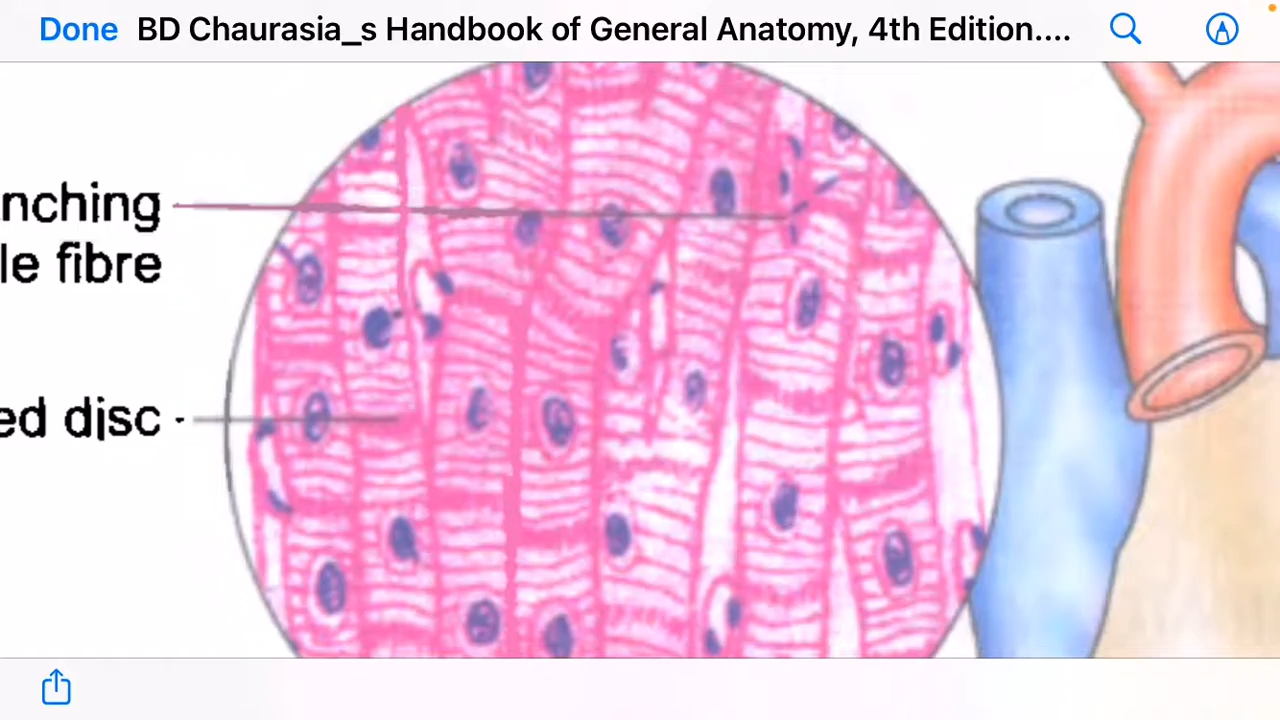 Done BD Chaurasia_s Handbook of General Anatomy, 4th Edition....
nching
le fibre
ed disc